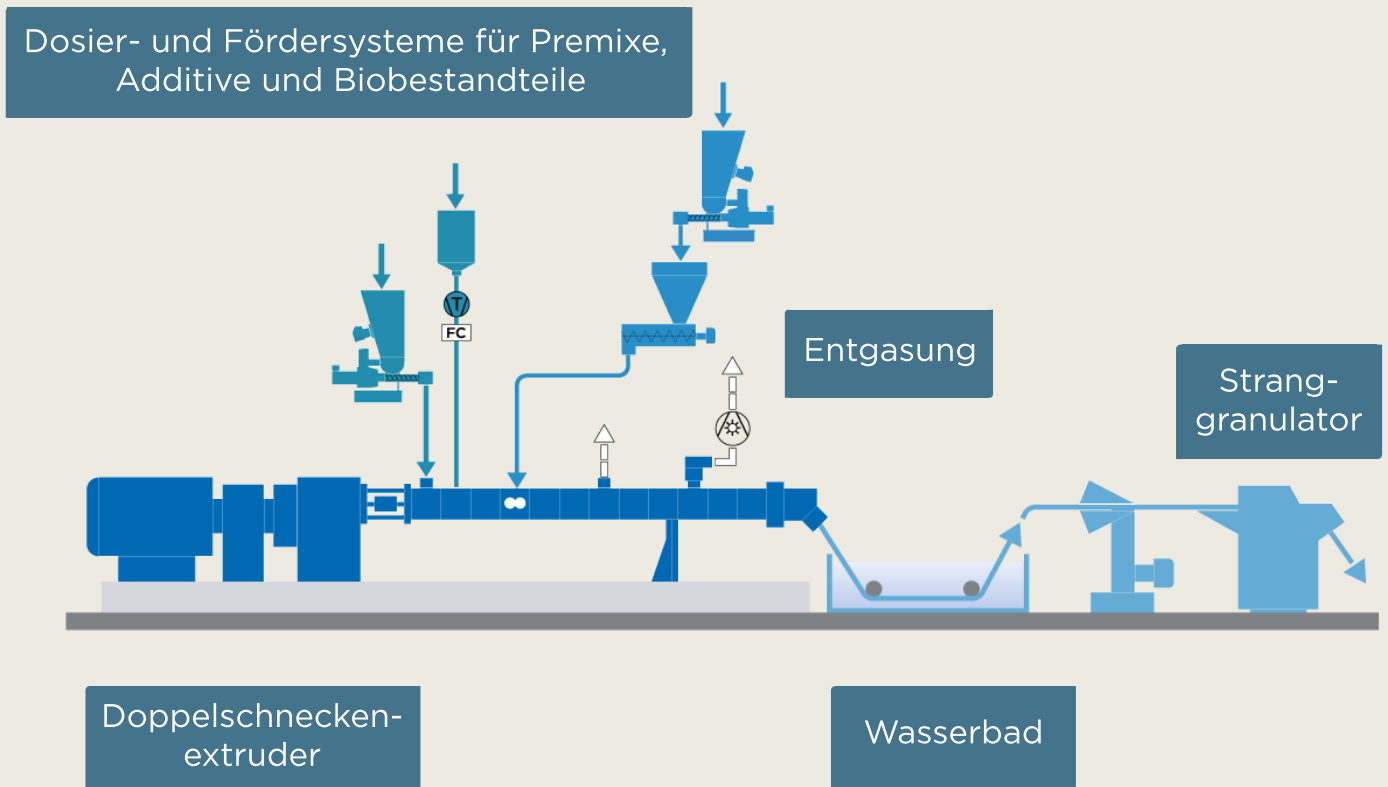 Dosier- und Fördersysteme für Premixe,
Additive und Biobestandteile
T
FC
Entgasung
Strang-
granulator
Doppelschnecken-
extruder
Wasserbad